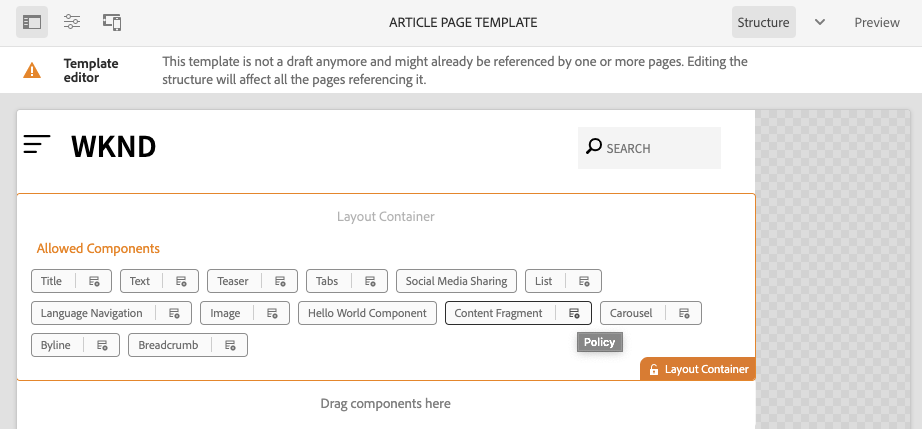 ARTICLE PAGE TEMPLATE
Structure
Preview
Template editor
This template is not a draft anymore and might already be referenced by one or more pages. Editing the
structure will affect all the pages referencing it.
WKND
SEARCH
Layout Container
Allowed Components
Title Text Teaser Tabs Social Media Sharing List
Language Navigation Image Hello World Component Content Fragment Carousel
Policy
Byline Breadcrumb
Layout Container
Drag components here